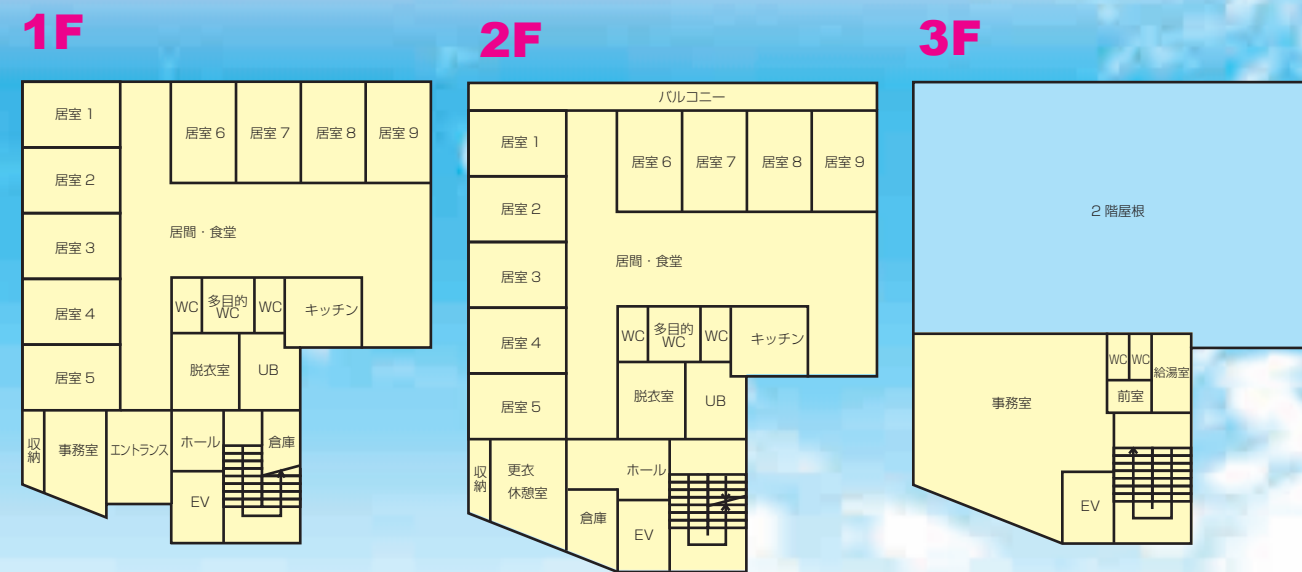 1F
居室 1
居室 2
居室 3
居室 4
居室 5
居室 6
居室 7
居室 8
居室 9
居間・食堂
WC
多目的
WC
WC
キッチン
脱衣室
UB
収納
事務室
エントランス
ホール
倉庫
EV
2F
バルコニー
居室 1
居室 2
居室 3
居室 4
居室 5
居室 6
居室 7
居室 8
居室 9
居間・食堂
WC
多目的
WC
WC
キッチン
脱衣室
UB
収納
更衣
休憩室
ホール
倉庫
EV
3F
2 階屋根
事務室
WC
WC
給湯室
前室
EV